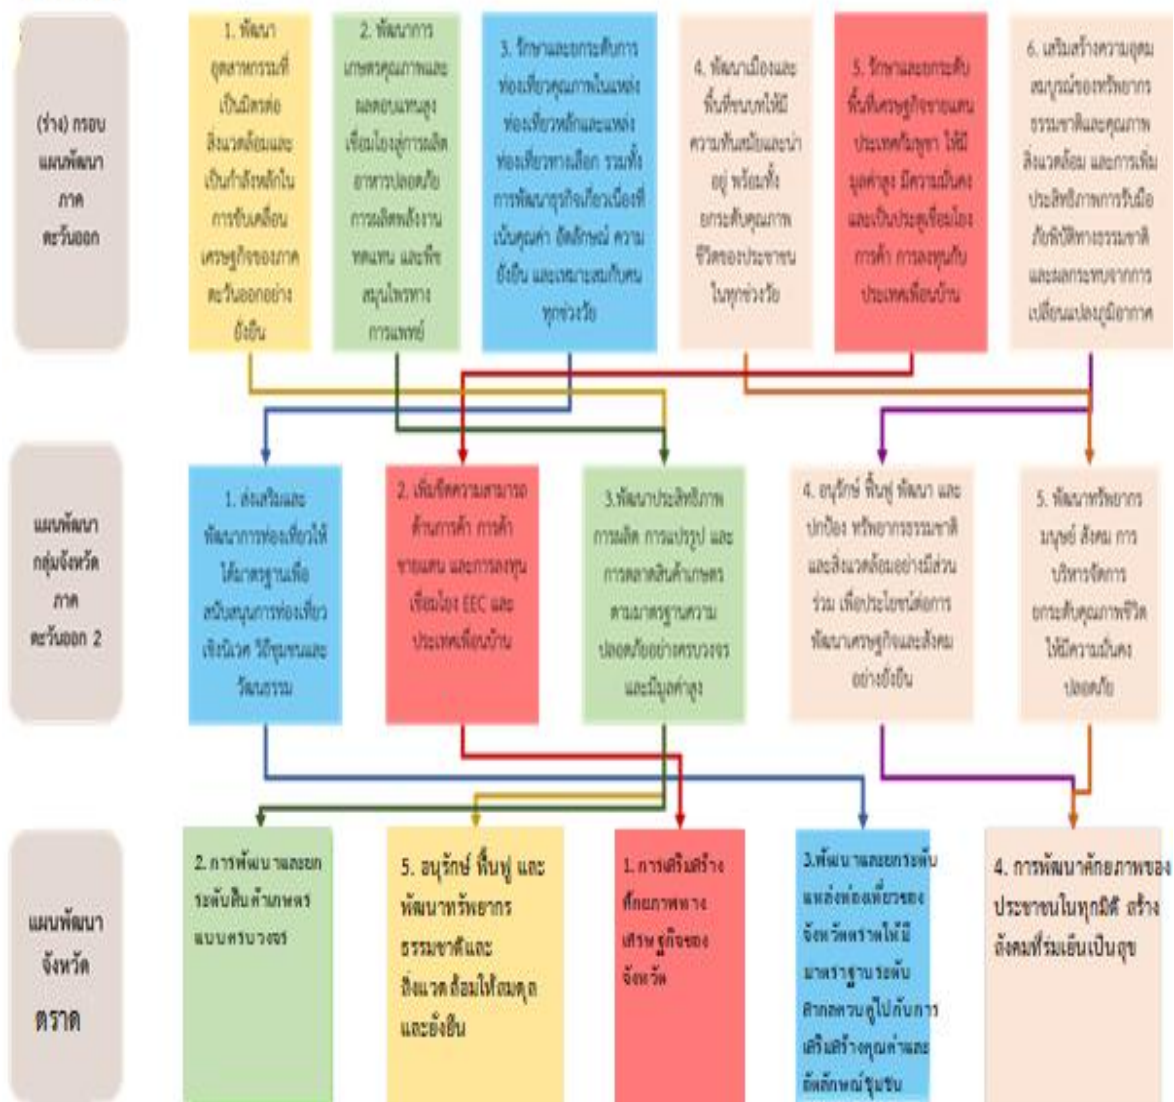 (ร่าง) กรอบ
แผนพัฒนา
ภาค
ตะวันออก
1. พัฒนา
อุตสาหกรรมที่
เป็นมิตรต่อ
สิ่งแวดล้อมและ
เป็นกำลังหลักใน
การขับเคลื่อน
เศรษฐกิจของภาค
ตะวันออกอย่าง
ยั่งยืน
2. พัฒนาการ
เกษตรคุณภาพและ
ผลตอบแทนสูง
เชื่อมโยงสู่การผลิต
อาหารปลอดภัย
การผลิตพลังงาน
ทดแทน และพืช
สมุนไพรทาง
การแพทย์
3. รักษาและยกระดับการ
ท่องเที่ยวคุณภาพในแหล่ง
ท่องเที่ยวหลักและแหล่ง
ท่องเที่ยวทางเลือก รวมทั้ง
การพัฒนาธุรกิจเกี่ยวเนื่องที่
เน้นคุณค่า อัตลักษณ์ ความ
ยั่งยืน และเหมาะสมกับคน
ทุกช่วงวัย
4. พัฒนาเมืองและ
พื้นที่ชนบทให้มี
ความทันสมัยและน่า
อยู่ พร้อมทั้ง
ยกระดับคุณภาพ
ชีวิตของประชาชน
ในทุกช่วงวัย
5. รักษาและยกระดับ
พื้นที่เศรษฐกิจชายแดน
ประเทศกัมพูชา ให้มี
มูลค่าสูง มีความมั่นคง
และเป็นประตูเชื่อมโยง
การค้า การลงทุนกับ
ประเทศเพื่อนบ้าน
6. เสริมสร้างความอุดม
สมบูรณ์ของทรัพยากร
ธรรมชาติและคุณภาพ
สิ่งแวดล้อม และการเพิ่ม
ประสิทธิภาพการรับมือ
ภัยพิบัติทางธรรมชาติ
และผลกระทบจากการ
เปลี่ยนแปลงภูมิอากาศ
แผนพัฒนา
กลุ่มจังหวัด
ภาค
ตะวันออก 2
1. ส่งเสริมและ
พัฒนาการท่องเที่ยวให้
ได้มาตรฐานเพื่อ
สนับสนุนการท่องเที่ยว
เชิงนิเวศ วิถีชุมชนและ
วัฒนธรรม
2. เพิ่มขีดความสามารถ
ด้านการค้า การค้า
ชายแดน และการลงทุน
เชื่อมโยง EEC และ
ประเทศเพื่อนบ้าน
3.พัฒนาประสิทธิภาพ
การผลิต การแปรรูป และ
การตลาดสินค้าเกษตร
ตามมาตรฐานความ
ปลอดภัยอย่างครบวงจร
และมีมูลค่าสูง
4. อนุรักษ์ ฟื้นฟู พัฒนา และ
ปกป้อง ทรัพยากรธรรมชาติ
และสิ่งแวดล้อมอย่างมีส่วน
ร่วม เพื่อประโยชน์ต่อการ
พัฒนาเศรษฐกิจและสังคม
อย่างยั่งยืน
5. พัฒนาทรัพยากร
มนุษย์ สังคม การ
บริหารจัดการ
ยกระดับคุณภาพชีวิต
ให้มีความมั่นคง
ปลอดภัย
แผนพัฒนา
จังหวัด
ตราด
2. การพัฒนาและยก
ระดับสินค้าเกษตร
แบบครบวงจร
5. อนุรักษ์ ฟื้นฟู และ
พัฒนาทรัพยากร
ธรรมชาติและ
สิ่งแวดล้อมให้สมดุล
และยั่งยืน
1. การเสริมสร้าง
ศักยภาพทาง
เศรษฐกิจของ
จังหวัด
3.พัฒนาและยกระดับ
แหล่งท่องเที่ยวของ
จังหวัดตราดให้มี
มาตรฐานระดับ
สากลควบคู่ไปกับการ
เสริมสร้างคุณค่าและ
อัตลักษณ์ชุมชน
4. การพัฒนาศักยภาพของ
ประชาชนในทุกมิติ สร้าง
สังคมที่ร่มเย็นเป็นสุข